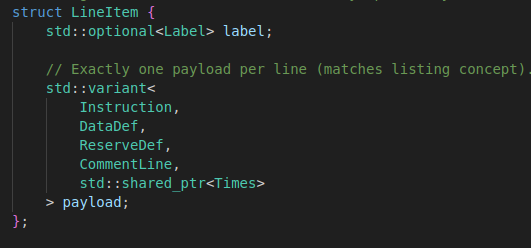 struct LineItem {
    std::optional<Label> label;

    // Exactly one payload per line (matches listing concept).
    std::variant<
        Instruction,
        DataDef,
        ReserveDef,
        CommentLine,
        std::shared_ptr<Times>
    > payload;
};